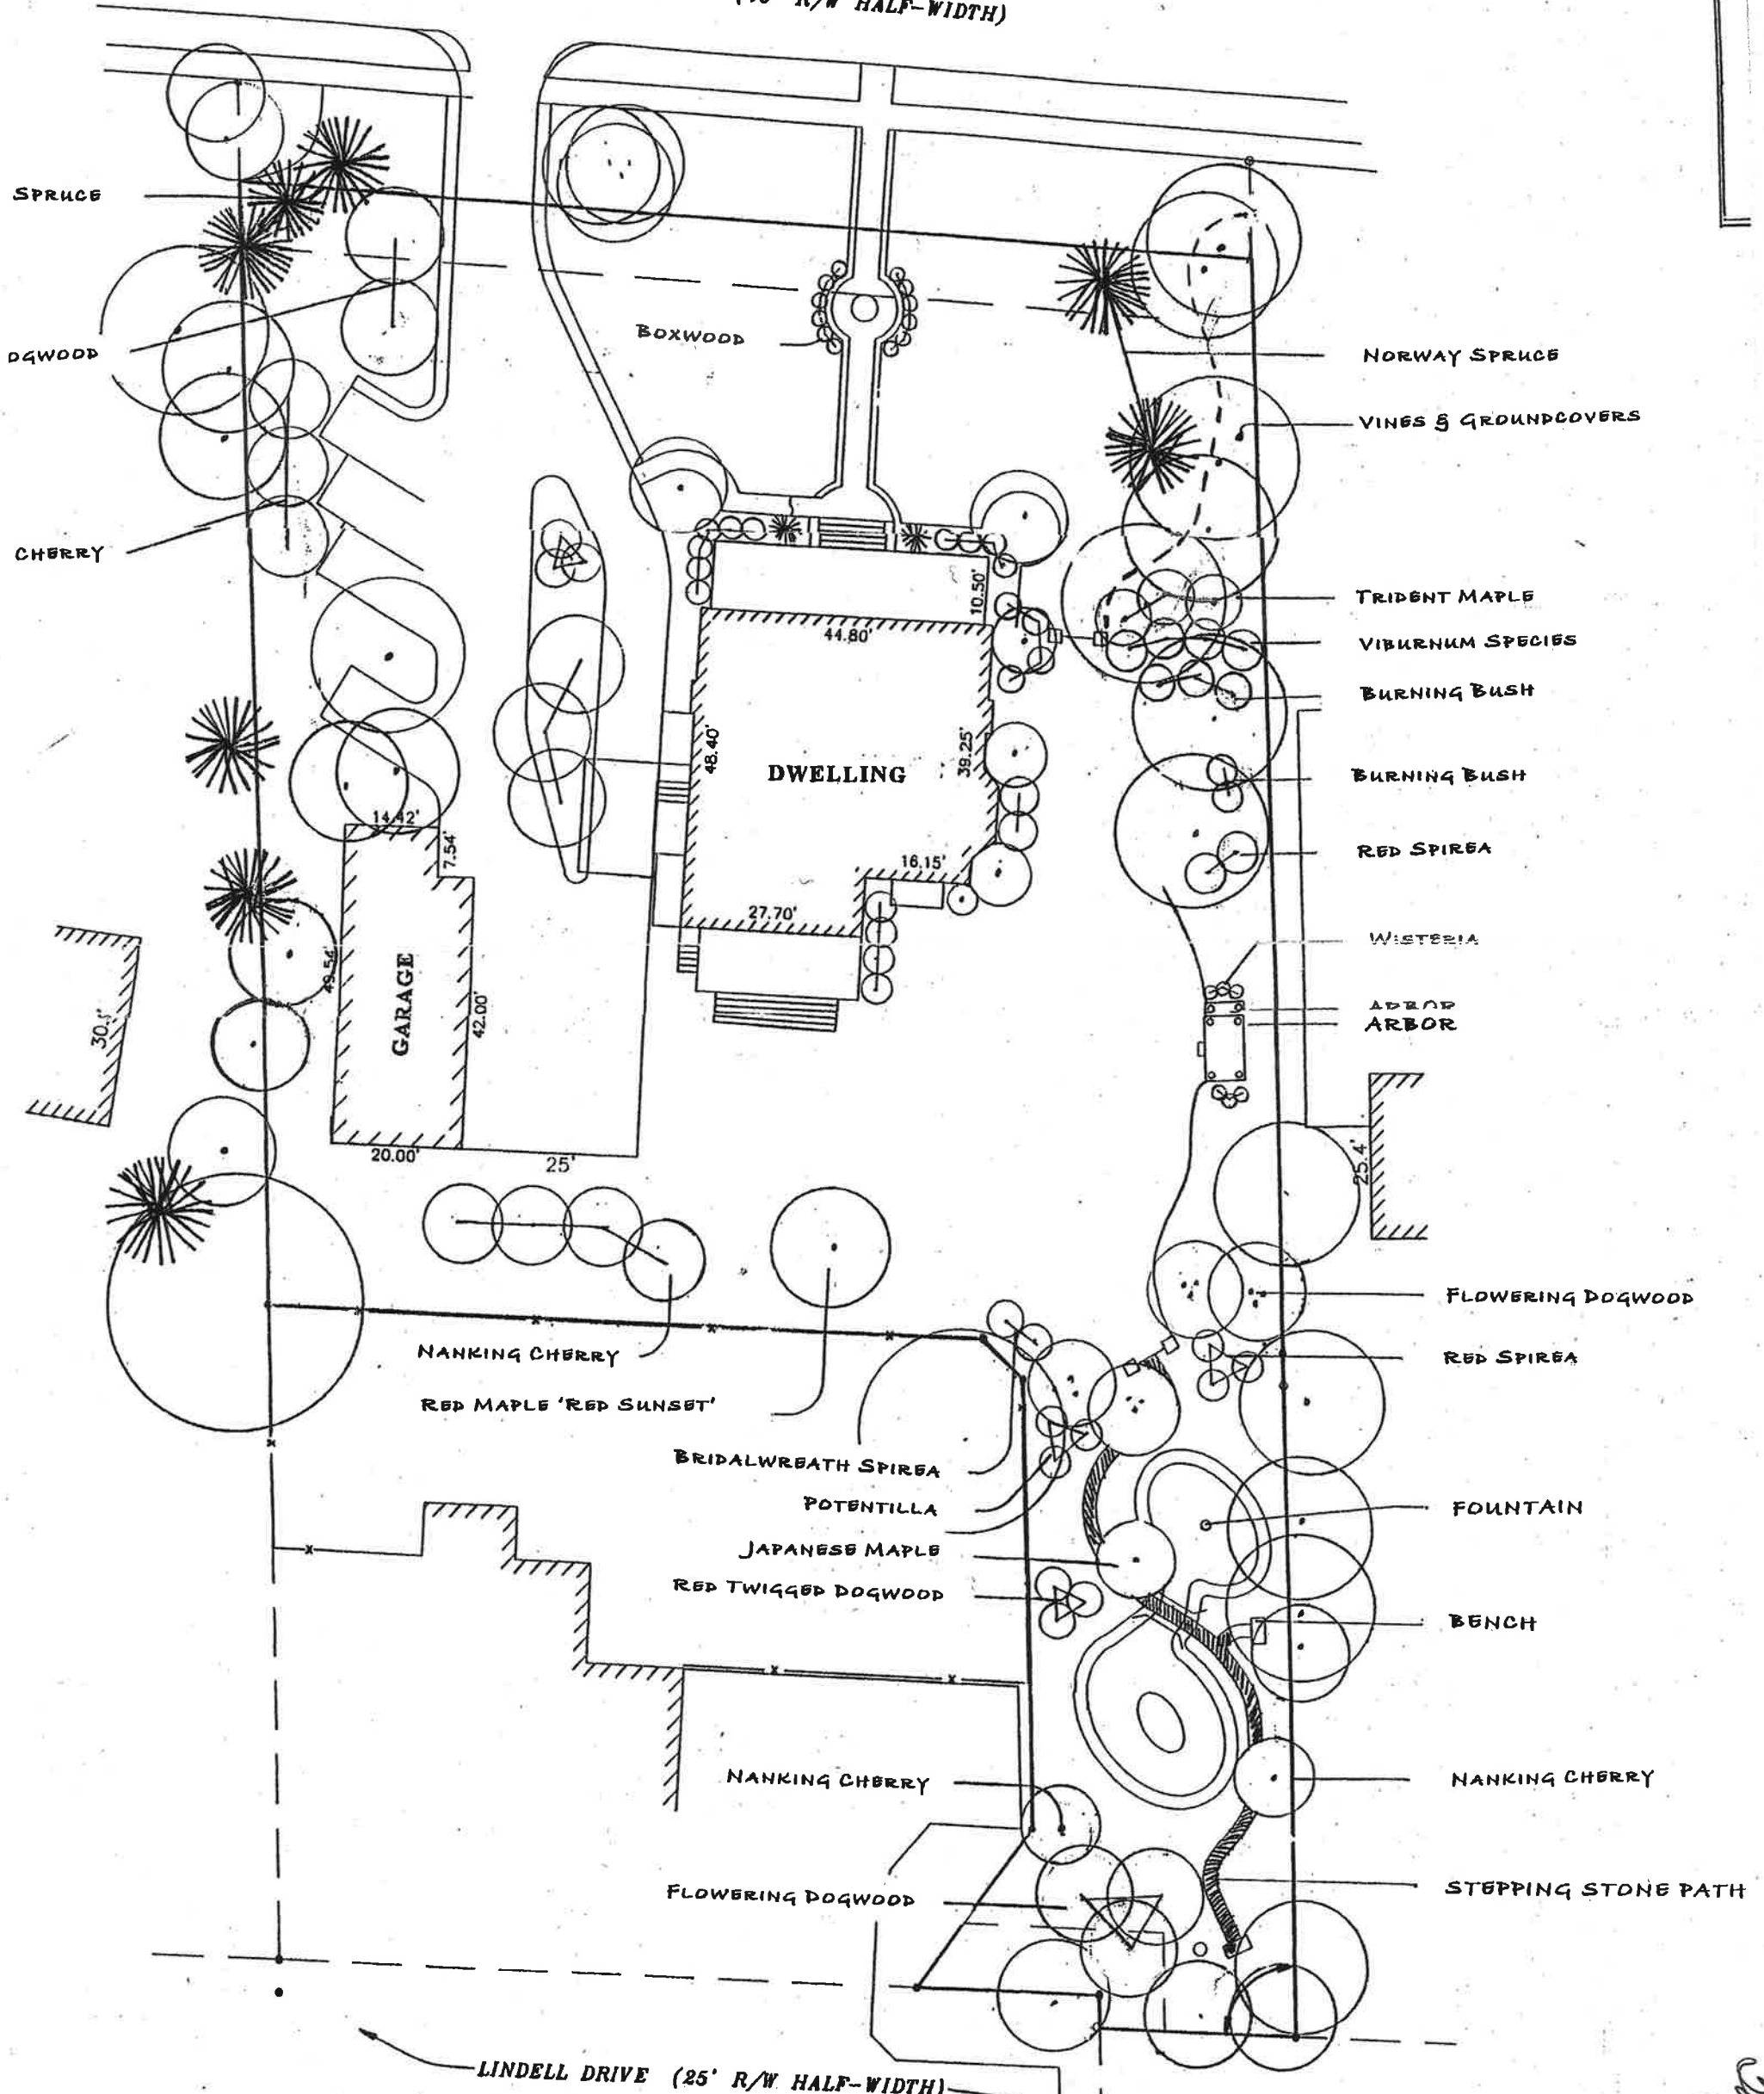 R/W HALF-WIDTH)
SPRUCE
BOXWOOD
DGWOOD
NORWAY SPRUCE
VINES & GROUNDCOVERS
CHERRY
10.50'
44.80'
TRIDENT MAPLE
VIBURNUM SPECIES
BURNING BUSH
48.40'
DWELLING
39.25'
BURNING BUSH
14.42'
7.54'
RED SPIREA
16.15'
27.70'
WISTERIA
49.54'
GARAGE
42.00'
ARBOR
ARBOR
30.5'
20.00'
25'
25.4'
FLOWERING DOGWOOD
NANKING CHERRY
RED SPIREA
RED MAPLE 'RED SUNSET'
BRIDALWREATH SPIREA
POTENTILLA
FOUNTAIN
JAPANESE MAPLE
RED TWIGGED DOGWOOD
BENCH
NANKING CHERRY
NANKING CHERRY
FLOWERING DOGWOOD
STEPPING STONE PATH
LINDELL DRIVE (25' R/W HALF-WIDTH)